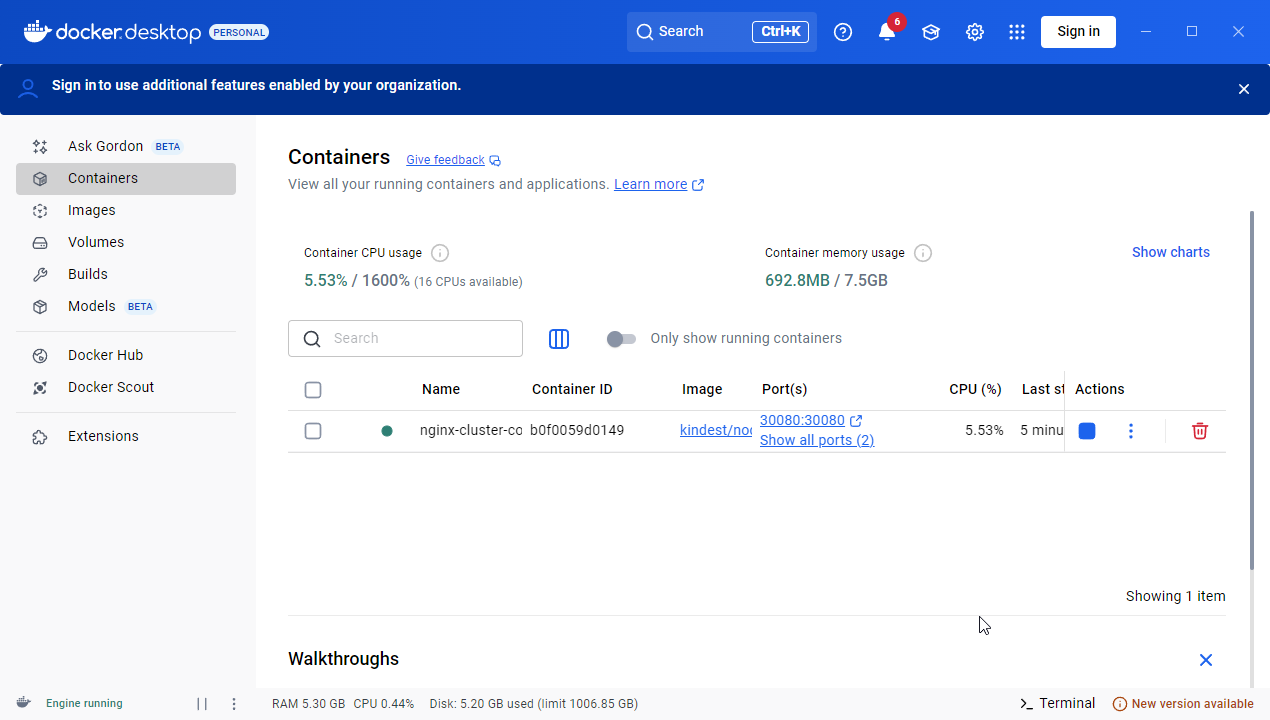 docker.desktop PERSONAL
Search Ctrl+K
6
Sign in
Sign in to use additional features enabled by your organization.
Ask Gordon BETA
Containers
Images
Volumes
Builds
Models BETA
Docker Hub
Docker Scout
Extensions
Containers Give feedback
View all your running containers and applications. Learn more
Container CPU usage
5.53% / 1600% (16 CPUs available)
Container memory usage
692.8MB / 7.5GB
Show charts
Search
Only show running containers
Name Container ID Image Port(s) CPU (%) Last st Actions
nginx-cluster-co b0f0059d0149 kindest/noc 30080:30080 5.53% 5 minu
Show all ports (2)
Showing 1 item
Walkthroughs
Engine running
RAM 5.30 GB CPU 0.44% Disk: 5.20 GB used (limit 1006.85 GB)
Terminal
New version available